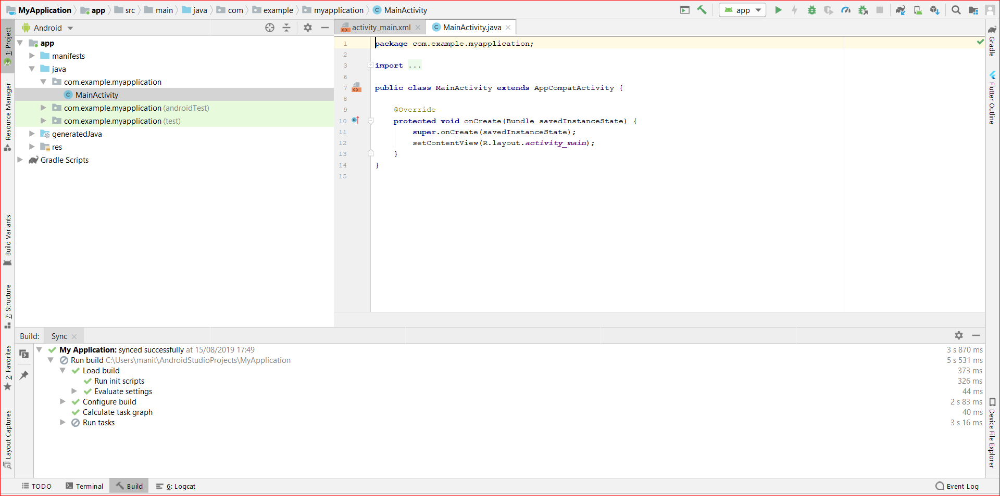 MyApplication app src main java com example myapplication MainActivity
app
1: Project
Resource Manager
Build Variants
7: Structure
2: Favorites
Layout Captures
Android
app
manifests
java
com.example.myapplication
MainActivity
com.example.myapplication (androidTest)
com.example.myapplication (test)
generatedJava
res
Gradle Scripts
activity_main.xml
MainActivity.java
1 package com.example.myapplication;
2
3 import ...
6
7 public class MainActivity extends AppCompatActivity {
8
9 @Override
10 protected void onCreate(Bundle savedInstanceState) {
11 super.onCreate(savedInstanceState);
12 setContentView(R.layout.activity_main);
13 }
14 }
15
Gradle
Flutter Outline
Device File Explorer
Build: Sync
My Application: synced successfully at 15/08/2019 17:49 3 s 870 ms
Run build C:\Users\manit\AndroidStudioProjects\MyApplication 5 s 531 ms
Load build 373 ms
Run init scripts 326 ms
Evaluate settings 44 ms
Configure build 2 s 83 ms
Calculate task graph 40 ms
Run tasks 3 s 16 ms
TODO Terminal Build 6: Logcat Event Log